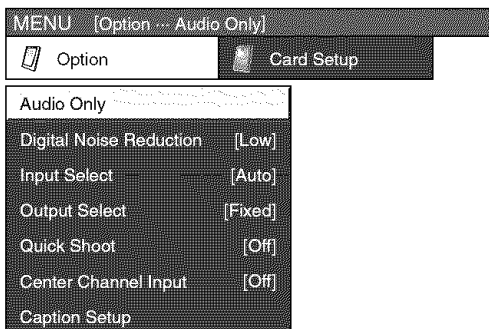 MENU [Option ··· Audio Only]
Option Card Setup
Audio Only
Digital Noise Reduction [Low]
Input Select [Auto]
Output Select [Fixed]
Quick Shoot [Off]
Center Channel Input [Off]
Caption Setup